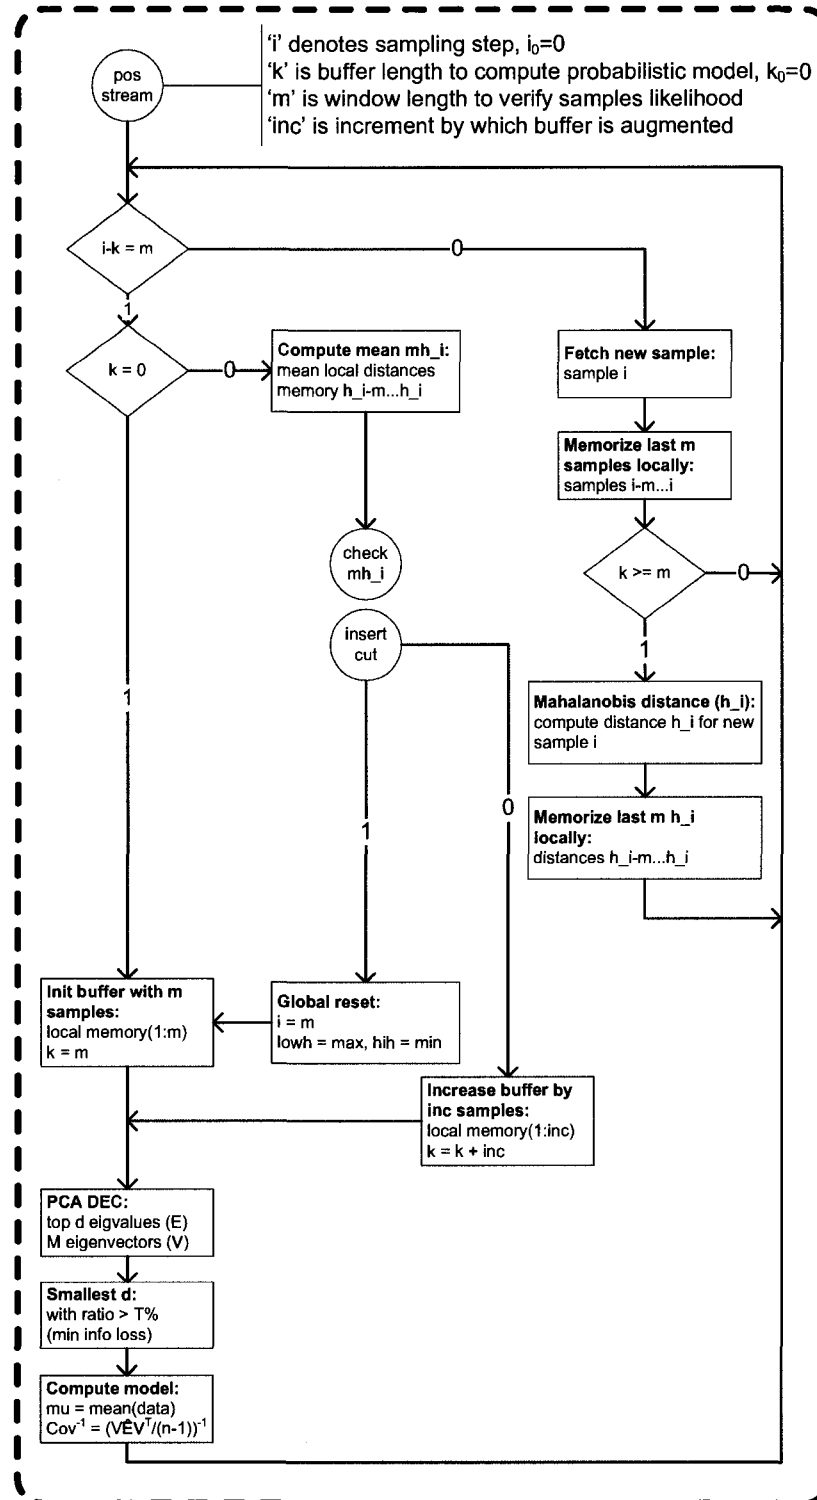 pos
stream
'i' denotes sampling step, i₀=0
'k' is buffer length to compute probabilistic model, k₀=0
'm' is window length to verify samples likelihood
'inc' is increment by which buffer is augmented
i-k = m
0
1
k = 0
0
Compute mean mh_i:
mean local distances
memory h_i-m...h_i
Fetch new sample:
sample i
Memorize last m
samples locally:
samples i-m...i
check
mh_i
k >= m
0
insert
cut
1
1
Mahalanobis distance (h_i):
compute distance h_i for new
sample i
0
1
Memorize last m h_i
locally:
distances h_i-m...h_i
Init buffer with m
samples:
local memory(1:m)
k = m
Global reset:
i = m
lowh = max, hih = min
Increase buffer by
inc samples:
local memory(1:inc)
k = k + inc
PCA DEC:
top d eigvalues (E)
M eigenvectors (V)
Smallest d:
with ratio > T%
(min info loss)
Compute model:
mu = mean(data)
Cov⁻¹ = (VÊVᵀ/(n-1))⁻¹